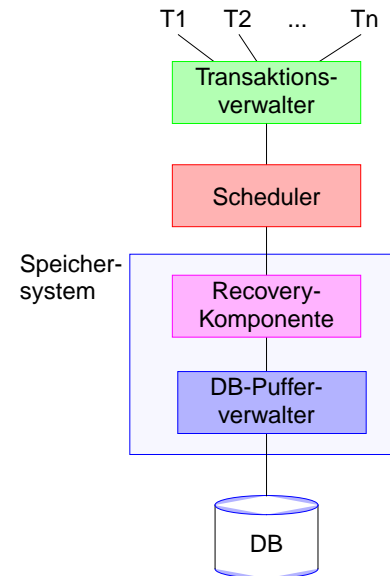 T1 T2 ... Tn
Transaktions-
verwalter
Scheduler
Speicher-
system
Recovery-
Komponente
DB-Puffer-
verwalter
DB